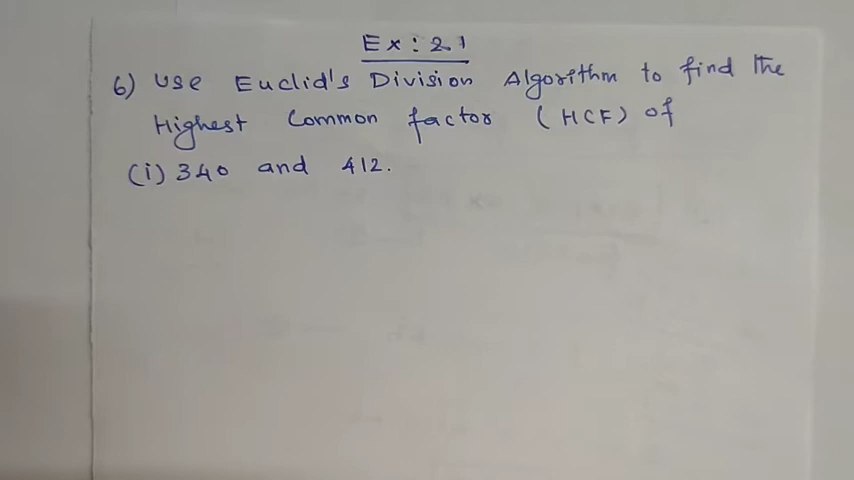 Ex: 2.1
6) Use Euclid's Division Algorithm to find the
Highest Common factor (HCF) of
(i) 340 and 412.